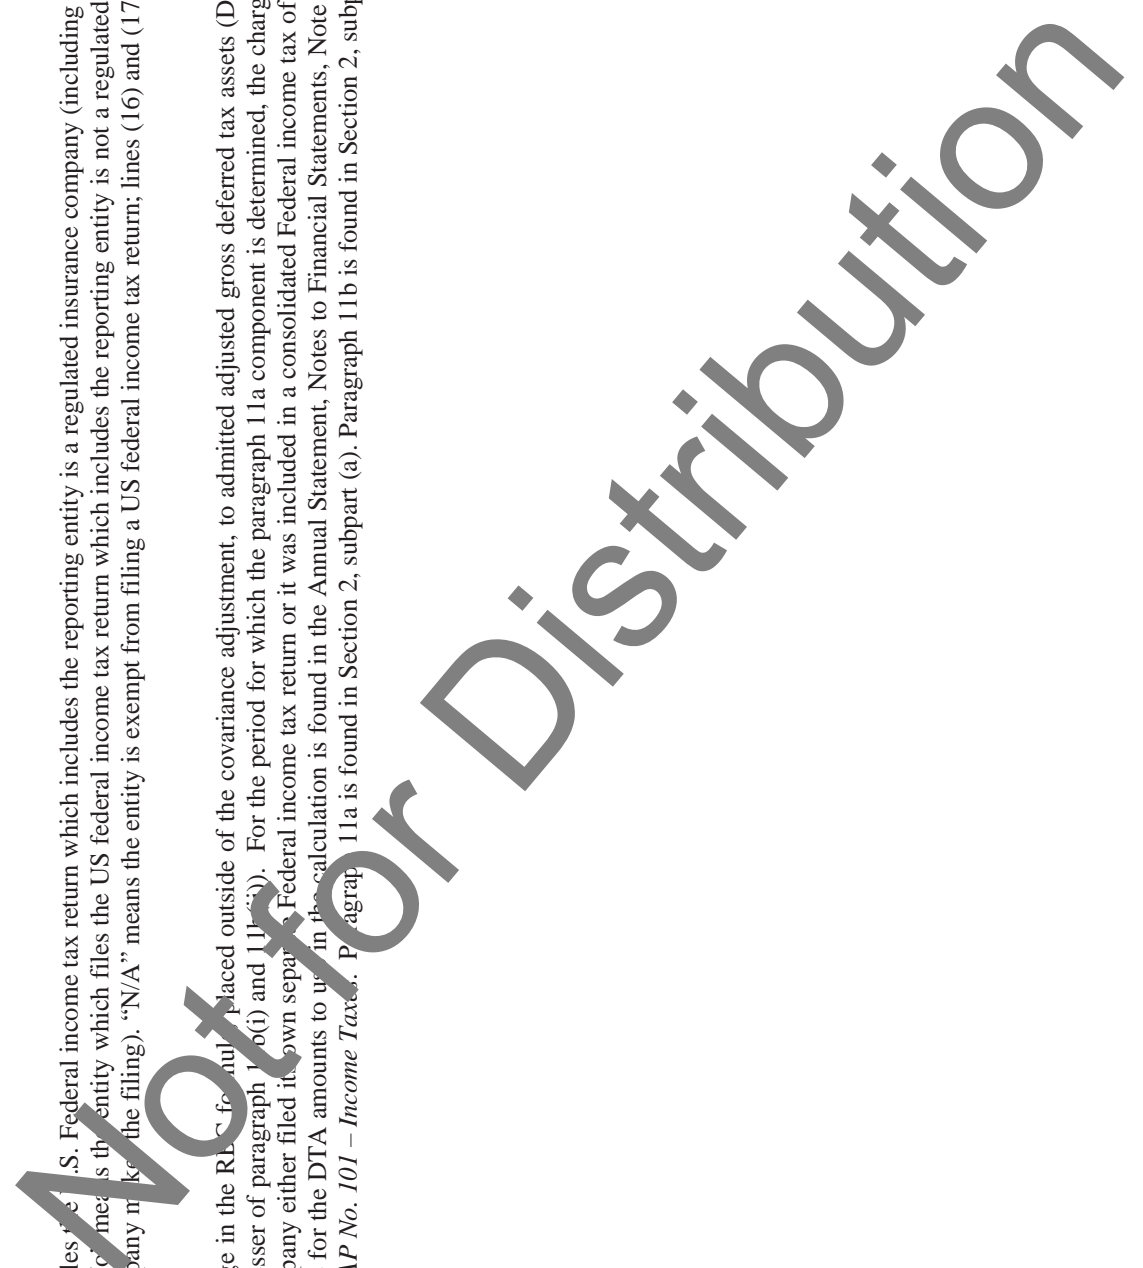 les the .S. Federal income tax return which includes the reporting entity is a regulated insurance company (including
means the entity which files the US federal income tax return which includes the reporting entity is not a regulated
pany make the filing). “N/A” means the entity is exempt from filing a US federal income tax return; lines (16) and (17
ge in the RBC formula placed outside of the covariance adjustment, to admitted adjusted gross deferred tax assets (D
sser of paragraph 11b(i) and 11b(ii)). For the period for which the paragraph 11a component is determined, the charg
pany either filed its own separate Federal income tax return or it was included in a consolidated Federal income tax of
for the DTA amounts to use in the calculation is found in the Annual Statement, Notes to Financial Statements, Note
AP No. 101 – Income Taxes. Paragraph 11a is found in Section 2, subpart (a). Paragraph 11b is found in Section 2, subp
Not for Distribution